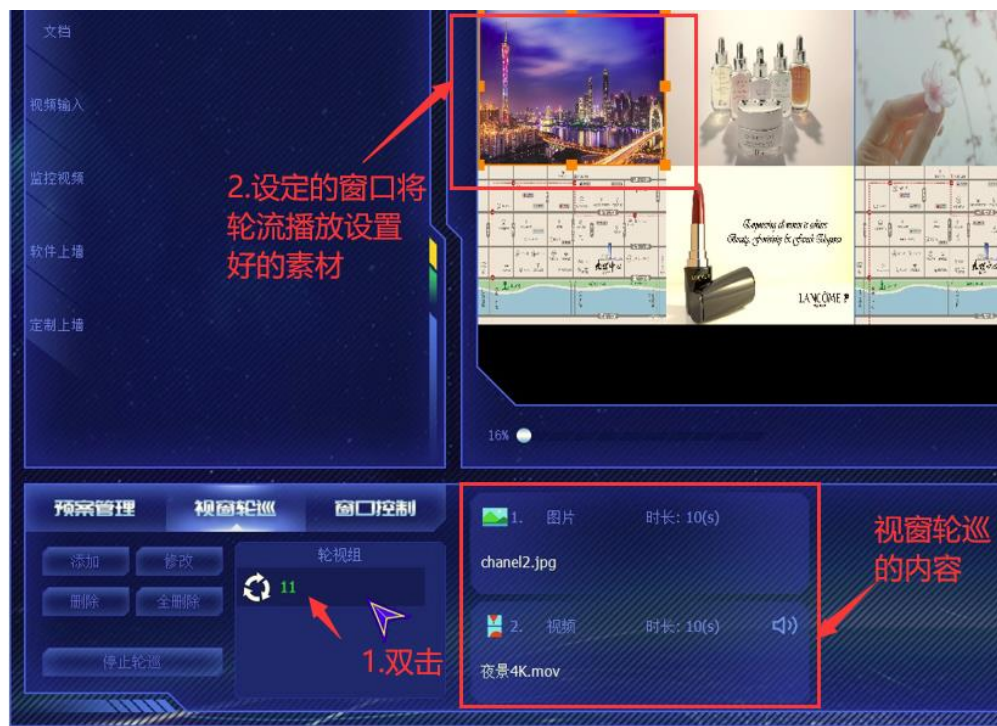 文档
视频输入
监控视频
软件上墙
定制上墙
2.设定的窗口将
轮流播放设置
好的素材
LANCÔME
16%
预案管理
视窗轮巡
窗口控制
添加
修改
删除
全删除
停止轮巡
轮视组
11
1.双击
1. 图片 时长: 10(s)
chanel2.jpg
2. 视频 时长: 10(s)
夜景4K.mov
视窗轮巡
的内容